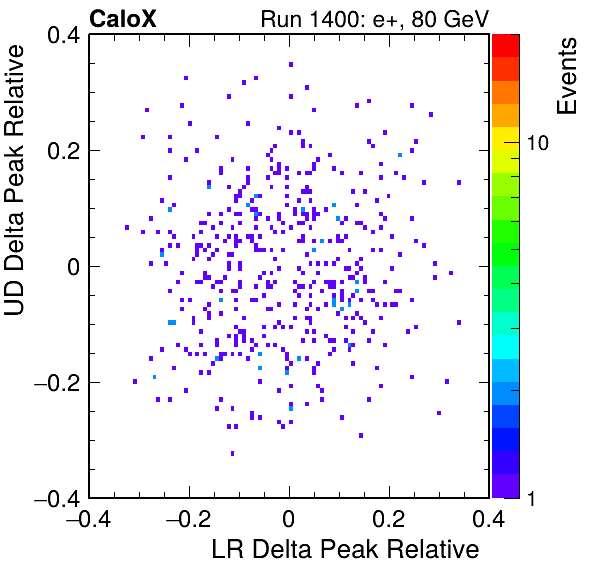 CaloX Run 1400: e+, 80 GeV
Events
UD Delta Peak Relative
0.4
0.2
0
−0.2
−0.4
10
1
−0.4 −0.2 0 0.2 0.4
LR Delta Peak Relative